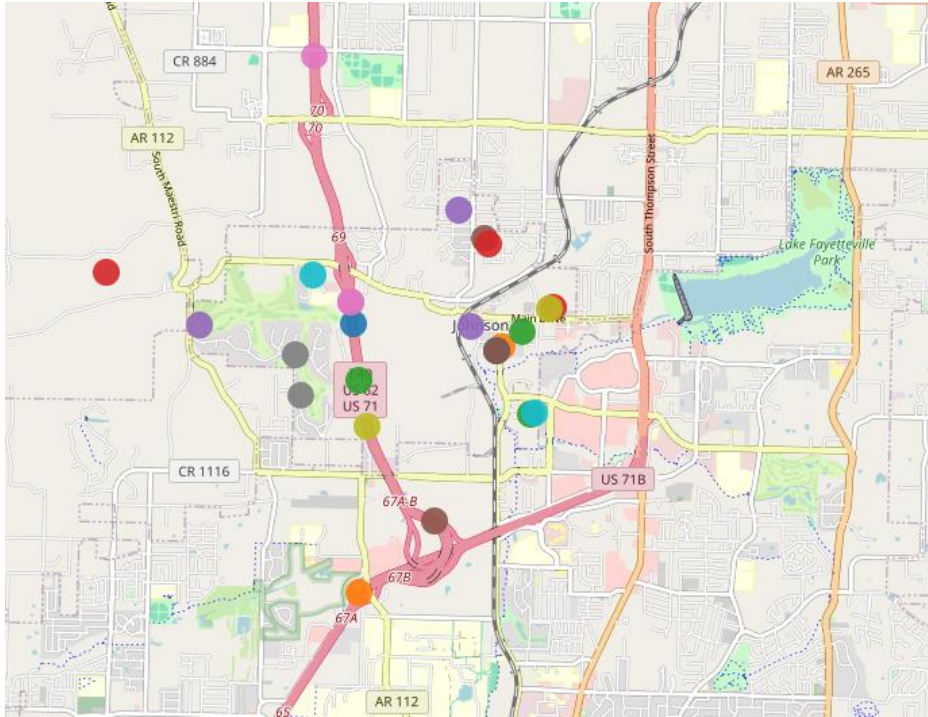 CR 884
AR 265
70
70
AR 112
South Maestri Road
South Thompson Street
69
Lake Fayetteville
Park
Main Drive
Johnson
US 62
US 71
CR 1116
US 71B
67A-B
67B
67A
AR 112
65